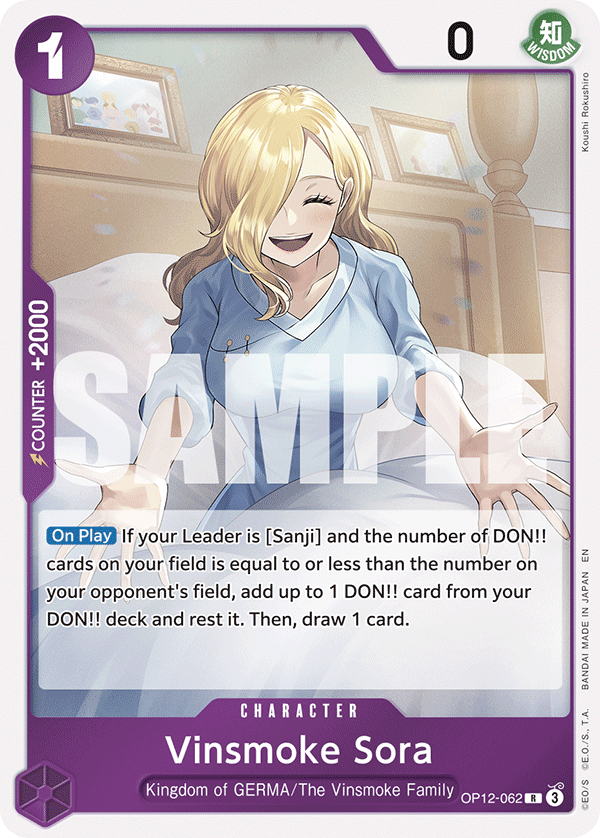 1
0
知
WISDOM
Koushi Rokushiro
COUNTER +2000
SAMPLE
On Play If your Leader is [Sanji] and the number of DON!!
cards on your field is equal to or less than the number on
your opponent's field, add up to 1 DON!! card from your
DON!! deck and rest it. Then, draw 1 card.
CHARACTER
Vinsmoke Sora
Kingdom of GERMA/The Vinsmoke Family
OP12-062 R 3
©EO/S ©E.O./S., T.A. BANDAI MADE IN JAPAN EN